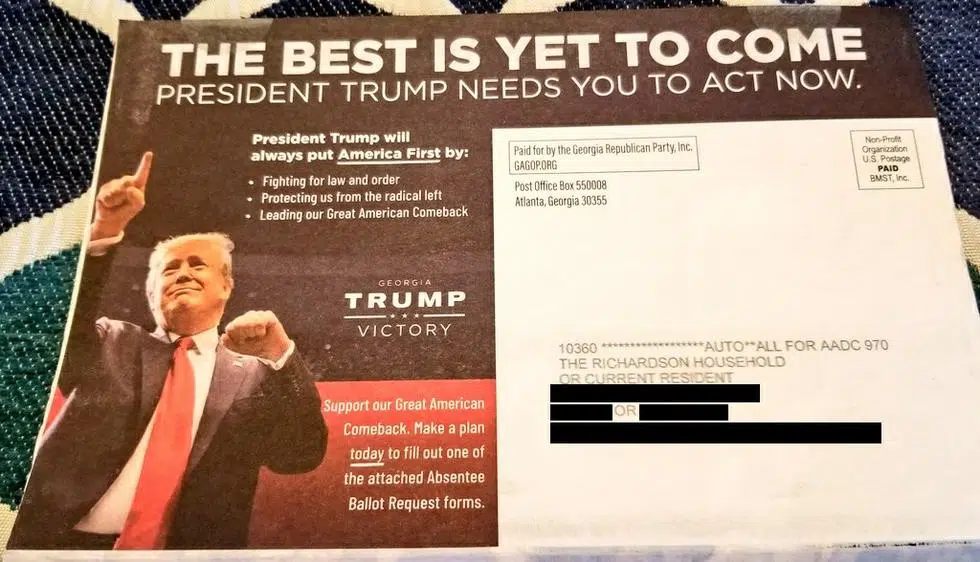 THE BEST IS YET TO COME
PRESIDENT TRUMP NEEDS YOU TO ACT NOW.
President Trump will
always put America First by:
• Fighting for law and order
• Protecting us from the radical left
• Leading our Great American Comeback
GEORGIA
TRUMP
VICTORY
Support our Great American
Comeback. Make a plan
today to fill out one of
the attached Absentee
Ballot Request forms.
Paid for by the Georgia Republican Party, Inc.
GAGOP.ORG
Post Office Box 550008
Atlanta, Georgia 30355
Non-Profit
Organization
U.S. Postage
PAID
BMST, Inc.
10360 *******************AUTO**ALL FOR AADC 970
THE RICHARDSON HOUSEHOLD
OR CURRENT RESIDENT
OR